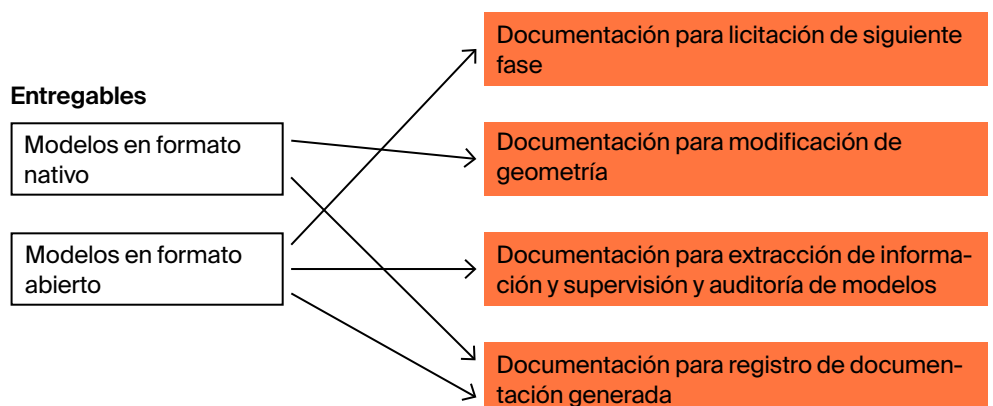 Entregables
Modelos en formato
nativo
Modelos en formato
abierto
Documentación para licitación de siguiente
fase
Documentación para modificación de
geometría
Documentación para extracción de informa-
ción y supervisión y auditoría de modelos
Documentación para registro de documen-
tación generada